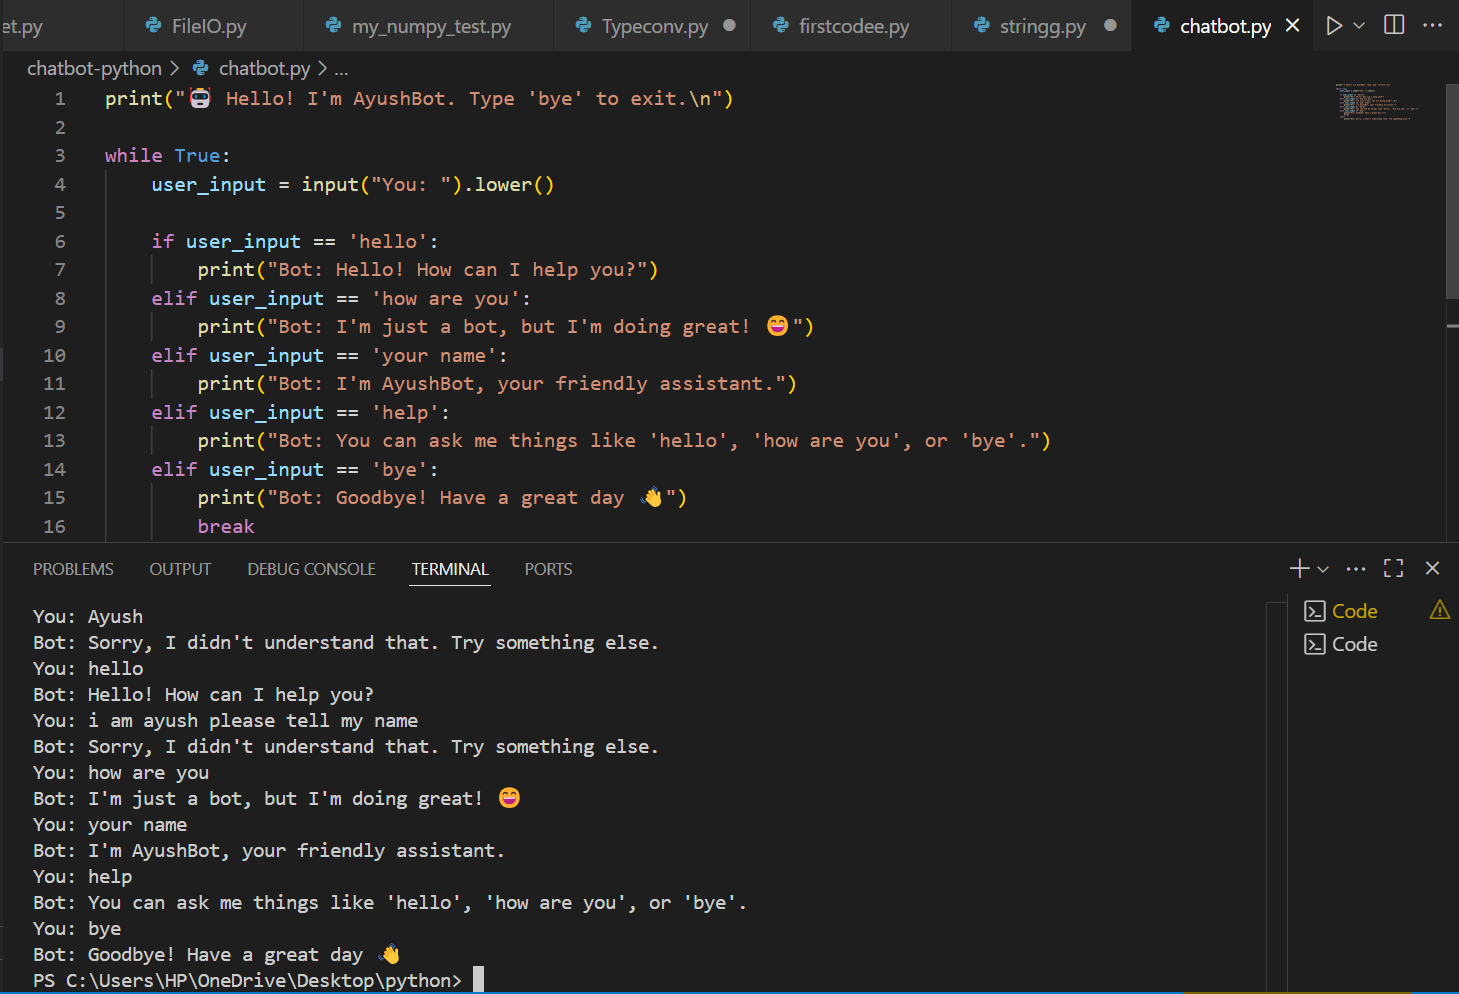 et.py FileIO.py my_numpy_test.py Typeconv.py firstcodee.py stringg.py chatbot.py
chatbot-python > chatbot.py > ...
1 print("🤖 Hello! I'm AyushBot. Type 'bye' to exit.\n")
2
3 while True:
4 user_input = input("You: ").lower()
5
6 if user_input == 'hello':
7 print("Bot: Hello! How can I help you?")
8 elif user_input == 'how are you':
9 print("Bot: I'm just a bot, but I'm doing great! 😄")
10 elif user_input == 'your name':
11 print("Bot: I'm AyushBot, your friendly assistant.")
12 elif user_input == 'help':
13 print("Bot: You can ask me things like 'hello', 'how are you', or 'bye'.")
14 elif user_input == 'bye':
15 print("Bot: Goodbye! Have a great day 👋")
16 break
PROBLEMS OUTPUT DEBUG CONSOLE TERMINAL PORTS
You: Ayush
Bot: Sorry, I didn't understand that. Try something else.
You: hello
Bot: Hello! How can I help you?
You: i am ayush please tell my name
Bot: Sorry, I didn't understand that. Try something else.
You: how are you
Bot: I'm just a bot, but I'm doing great! 😄
You: your name
Bot: I'm AyushBot, your friendly assistant.
You: help
Bot: You can ask me things like 'hello', 'how are you', or 'bye'.
You: bye
Bot: Goodbye! Have a great day 👋
PS C:\Users\HP\OneDrive\Desktop\python>
Code
Code